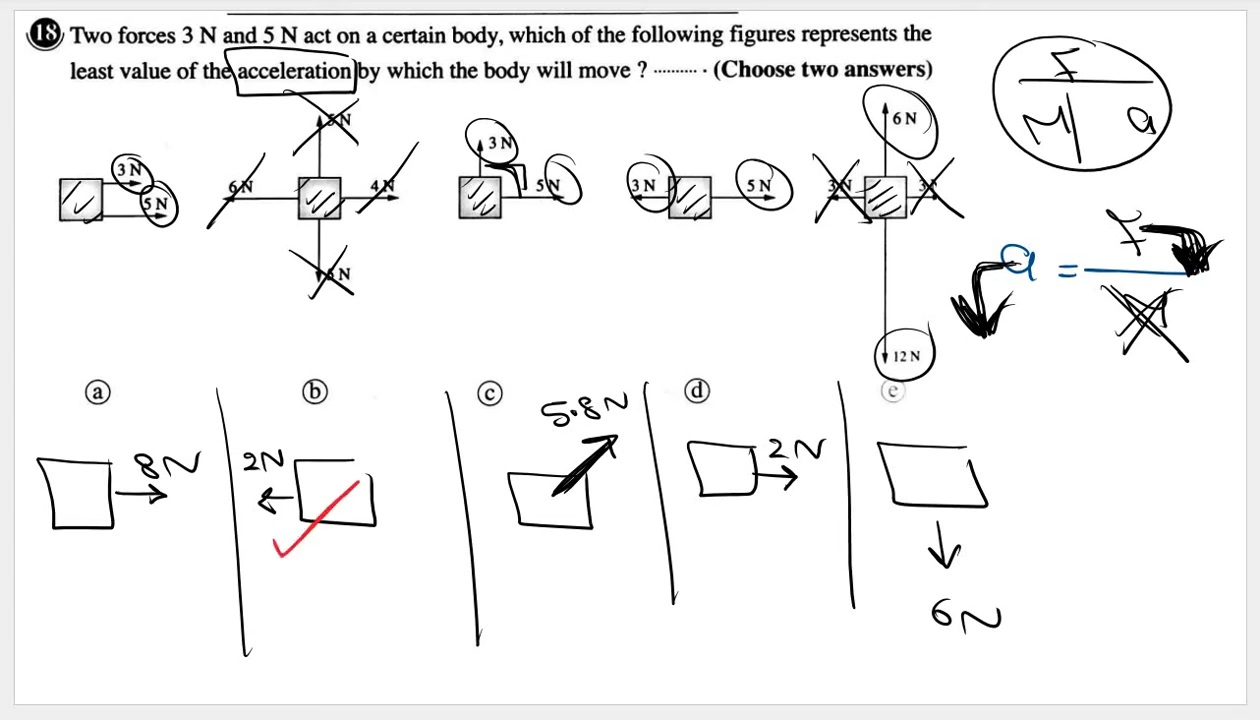 18 Two forces 3 N and 5 N act on a certain body, which of the following figures represents the
least value of the acceleration by which the body will move ? .......... . (Choose two answers)
F
M a
3 N
5 N
N
6 N
4 N
N
3 N
5 N
3 N
5 N
6 N
3 N
3
12 N
a = F
M
a b c d e
8N
2N
5.8N
2N
6N